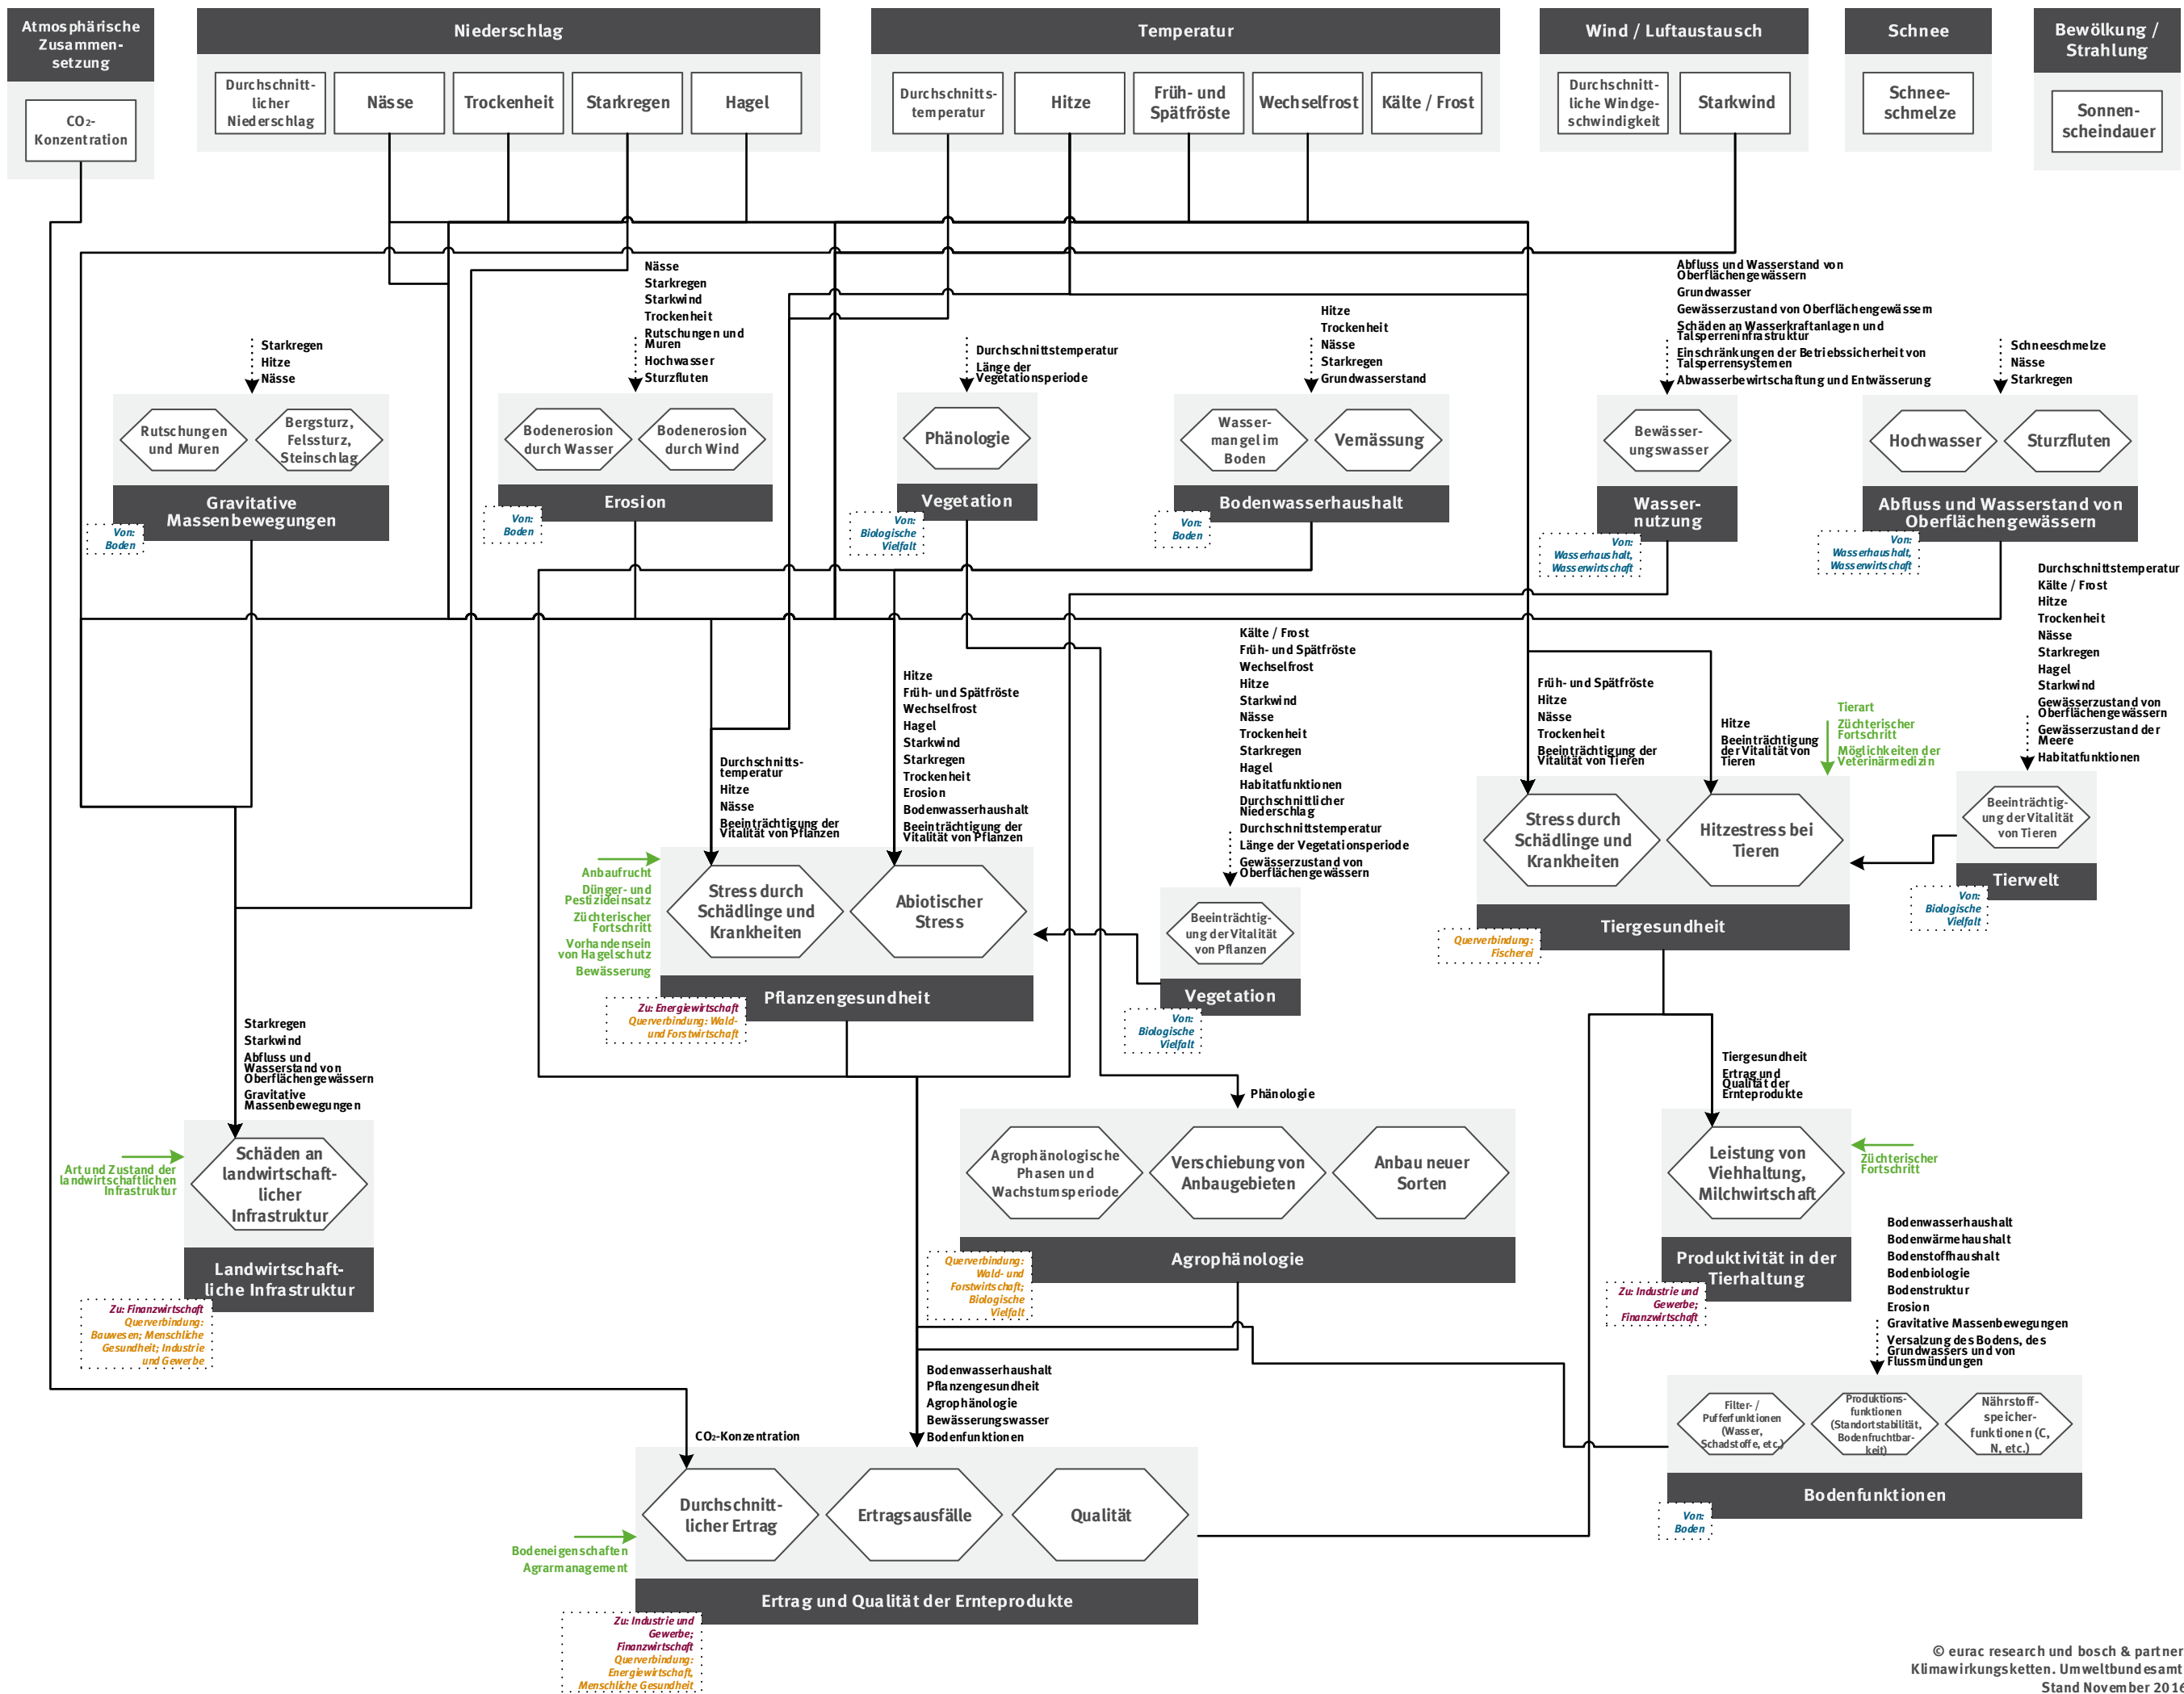 Atmosphärische
Zusammen-
setzung
CO₂-
Konzentration
Niederschlag
Durchschnitt-
licher
Niederschlag
Nässe
Trockenheit
Starkregen
Hagel
Temperatur
Durchschnitts-
temperatur
Hitze
Früh- und
Spätfröste
Wechselfrost
Kälte / Frost
Wind / Luftaustausch
Durchschnitt-
liche Windge-
schwindigkeit
Starkwind
Schnee
Schnee-
schmelze
Bewölkung /
Strahlung
Sonnen-
scheindauer
Starkregen
Hitze
Nässe
Rutschungen
und Muren
Bergsturz,
Felssturz,
Steinschlag
Gravitative
Massenbewegungen
Von:
Boden
Nässe
Starkregen
Starkwind
Trockenheit
Rutschungen und
Muren
Hochwasser
Sturzfluten
Bodenerosion
durch Wasser
Bodenerosion
durch Wind
Erosion
Von:
Boden
Durchschnittstemperatur
Länge der
Vegetationsperiode
Phänologie
Vegetation
Von:
Biologische
Vielfalt
Hitze
Trockenheit
Nässe
Starkregen
Grundwasserstand
Wasser-
mangel im
Boden
Vernässung
Bodenwasserhaushalt
Von:
Boden
Abfluss und Wasserstand von
Oberflächengewässern
Grundwasser
Gewässerzustand von Oberflächengewässern
Schäden an Wasserkraftanlagen und
Talsperreninfrastruktur
Einschränkungen der Betriebssicherheit von
Talsperrensystemen
Abwasserbewirtschaftung und Entwässerung
Bewässer-
ungswasser
Wasser-
nutzung
Von:
Wasserhaushalt,
Wasserwirtschaft
Schneeschmelze
Nässe
Starkregen
Hochwasser
Sturzfluten
Abfluss und Wasserstand von
Oberflächengewässern
Von:
Wasserhaushalt,
Wasserwirtschaft
Durchschnittstemperatur
Kälte / Frost
Hitze
Trockenheit
Nässe
Starkregen
Hagel
Starkwind
Gewässerzustand von
Oberflächengewässern
Gewässerzustand der
Meere
Habitatfunktionen
Beeinträchtig-
ung der Vitalität
von Tieren
Tierwelt
Von:
Biologische
Vielfalt
Durchschnitts-
temperatur
Hitze
Nässe
Beeinträchtigung der
Vitalität von Pflanzen
Hitze
Früh- und Spätfröste
Wechselfrost
Hagel
Starkwind
Starkregen
Trockenheit
Erosion
Bodenwasserhaushalt
Beeinträchtigung der
Vitalität von Pflanzen
Anbaufrucht
Dünger- und
Pestizideinsatz
Züchterischer
Fortschritt
Vorhandensein
von Hagelschutz
Bewässerung
Stress durch
Schädlinge und
Krankheiten
Abiotischer
Stress
Pflanzengesundheit
Zu: Energiewirtschaft
Querverbindung: Wald-
und Forstwirtschaft
Kälte / Frost
Früh- und Spätfröste
Wechselfrost
Hitze
Starkwind
Nässe
Trockenheit
Starkregen
Hagel
Habitatfunktionen
Durchschnittlicher
Niederschlag
Durchschnittstemperatur
Länge der Vegetationsperiode
Gewässerzustand von
Oberflächengewässern
Beeinträchtig-
ung der Vitalität
von Pflanzen
Vegetation
Von:
Biologische
Vielfalt
Früh- und Spätfröste
Hitze
Nässe
Trockenheit
Beeinträchtigung der
Vitalität von Tieren
Hitze
Beeinträchtigung
der Vitalität von
Tieren
Tierart
Züchterischer
Fortschritt
Möglichkeiten der
Veterinärmedizin
Stress durch
Schädlinge und
Krankheiten
Hitzestress bei
Tieren
Tiergesundheit
Querverbindung:
Fischerei
Starkregen
Starkwind
Abfluss und
Wasserstand von
Oberflächengewässern
Gravitative
Massenbewegungen
Art und Zustand der
landwirtschaftlichen
Infrastruktur
Schäden an
landwirtschaft-
licher
Infrastruktur
Landwirtschaft-
liche Infrastruktur
Zu: Finanzwirtschaft
Querverbindung:
Bauwesen; Menschliche
Gesundheit; Industrie
und Gewerbe
Phänologie
Agrophänologische
Phasen und
Wachstumsperiode
Verschiebung von
Anbaugebieten
Anbau neuer
Sorten
Agrophänologie
Querverbindung:
Wald- und
Forstwirtschaft;
Biologische
Vielfalt
Tiergesundheit
Ertrag und
Qualität der
Ernteprodukte
Züchterischer
Fortschritt
Leistung von
Viehhaltung,
Milchwirtschaft
Produktivität in der
Tierhaltung
Zu: Industrie und
Gewerbe;
Finanzwirtschaft
Bodenwasserhaushalt
Bodenwärmehaushalt
Bodenstoffhaushalt
Bodenbiologie
Bodenstruktur
Erosion
Gravitative Massenbewegungen
Versalzung des Bodens, des
Grundwassers und von
Flussmündungen
Filter- /
Pufferfunktionen
(Wasser,
Schadstoffe, etc.)
Produktions-
funktionen
(Standortstabilität,
Bodenfruchtbar-
keit)
Nährstoff-
speicher-
funktionen (C,
N, etc.)
Bodenfunktionen
Von:
Boden
CO₂-Konzentration
Bodenwasserhaushalt
Pflanzengesundheit
Agrophänologie
Bewässerungswasser
Bodenfunktionen
Bodeneigenschaften
Agrarmanagement
Durchschnitt-
licher Ertrag
Ertragsausfälle
Qualität
Ertrag und Qualität der Ernteprodukte
Zu: Industrie und
Gewerbe;
Finanzwirtschaft
Querverbindung:
Energiewirtschaft,
Menschliche Gesundheit
© eurac research und bosch & partner
Klimawirkungsketten. Umweltbundesamt
Stand November 2016